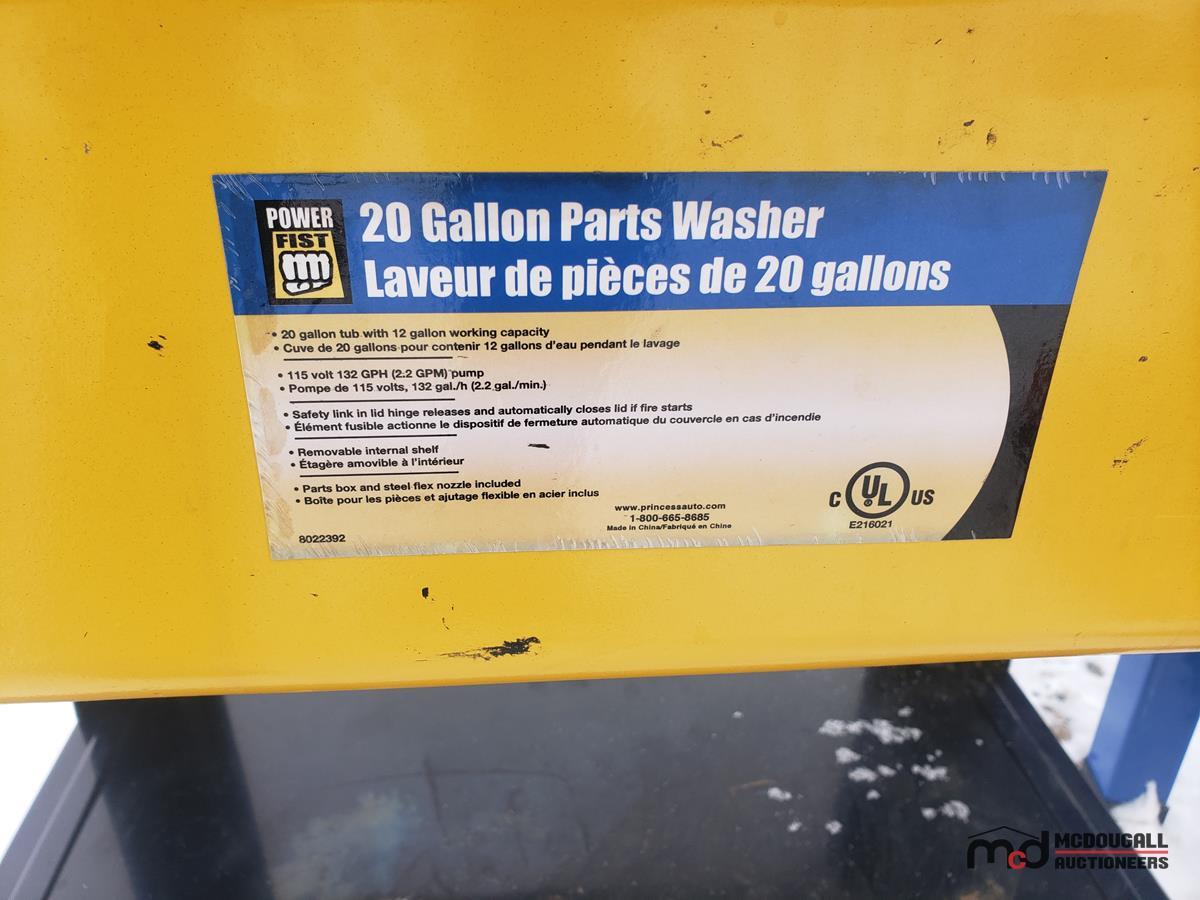 POWER
FIST
20 Gallon Parts Washer
Laveur de pièces de 20 gallons
• 20 gallon tub with 12 gallon working capacity
• Cuve de 20 gallons pour contenir 12 gallons d'eau pendant le lavage
• 115 volt 132 GPH (2.2 GPM) pump
• Pompe de 115 volts, 132 gal./h (2.2 gal./min.)
• Safety link in lid hinge releases and automatically closes lid if fire starts
• Élément fusible actionne le dispositif de fermeture automatique du couvercle en cas d'incendie
• Removable internal shelf
• Étagère amovible à l'intérieur
• Parts box and steel flex nozzle included
• Boîte pour les pièces et ajutage flexible en acier inclus
www.princessauto.com
1-800-665-8685
Made in China/Fabriqué en Chine
8022392
C UL® US
E216021
mcd MCDOUGALL
AUCTIONEERS